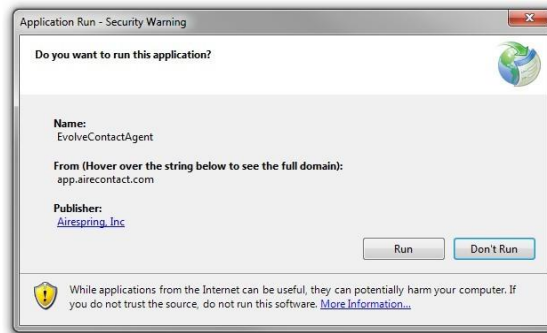 Application Run - Security Warning
Do you want to run this application?
Name:
EvolveContactAgent
From (Hover over the string below to see the full domain):
app.airecontact.com
Publisher:
Airespring, Inc
Run
Don't Run
While applications from the Internet can be useful, they can potentially harm your computer. If
you do not trust the source, do not run this software. More Information...